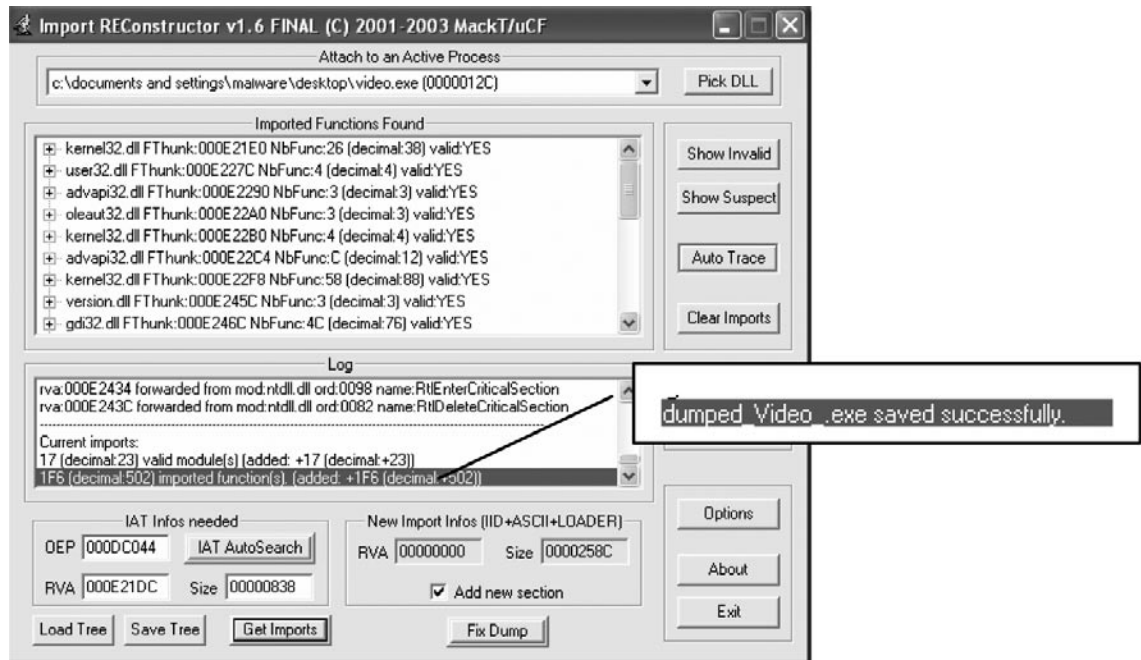 Import REConstructor v1.6 FINAL (C) 2001-2003 MackT/uCF
Attach to an Active Process
c:\documents and settings\malware\desktop\video.exe (0000012C)
Pick DLL
Imported Functions Found
kernel32.dll FThunk:000E21E0 NbFunc:26 (decimal:38) valid:YES
user32.dll FThunk:000E227C NbFunc:4 (decimal:4) valid:YES
advapi32.dll FThunk:000E2290 NbFunc:3 (decimal:3) valid:YES
oleaut32.dll FThunk:000E22A0 NbFunc:3 (decimal:3) valid:YES
kernel32.dll FThunk:000E22B0 NbFunc:4 (decimal:4) valid:YES
advapi32.dll FThunk:000E22C4 NbFunc:C (decimal:12) valid:YES
kernel32.dll FThunk:000E22F8 NbFunc:58 (decimal:88) valid:YES
version.dll FThunk:000E245C NbFunc:3 (decimal:3) valid:YES
gdi32.dll FThunk:000E246C NbFunc:4C (decimal:76) valid:YES
Show Invalid
Show Suspect
Auto Trace
Clear Imports
Log
rva:000E2434 forwarded from mod:ntdll.dll ord:0098 name:RtlEnterCriticalSection
rva:000E243C forwarded from mod:ntdll.dll ord:0082 name:RtlDeleteCriticalSection
Current imports:
17 (decimal:23) valid module(s) (added: +17 (decimal:+23))
1F6 (decimal:502) imported function(s). (added: +1F6 (decimal:+502))
dumped_Video_.exe saved successfully.
IAT Infos needed
OEP 000DC044 IAT AutoSearch
RVA 000E21DC Size 00000838
New Import Infos (IID+ASCII+LOADER)
RVA 00000000 Size 0000258C
Add new section
Options
About
Exit
Load Tree Save Tree Get Imports Fix Dump